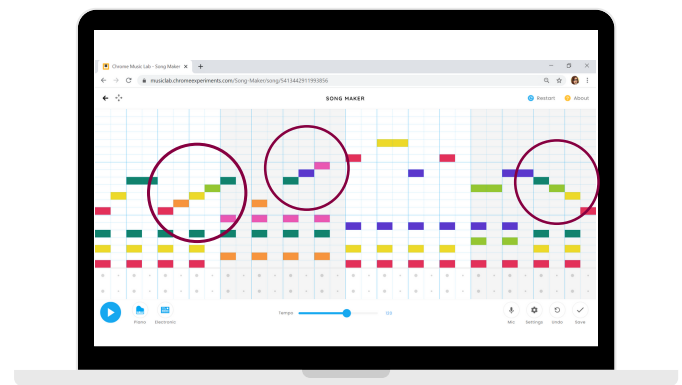 Chrome Music Lab - Song Maker
musiclab.chromeexperiments.com/Song-Maker/song/5413442911993856
SONG MAKER
Restart
About
Piano
Electronic
Tempo
Mic
Settings
Undo
Save